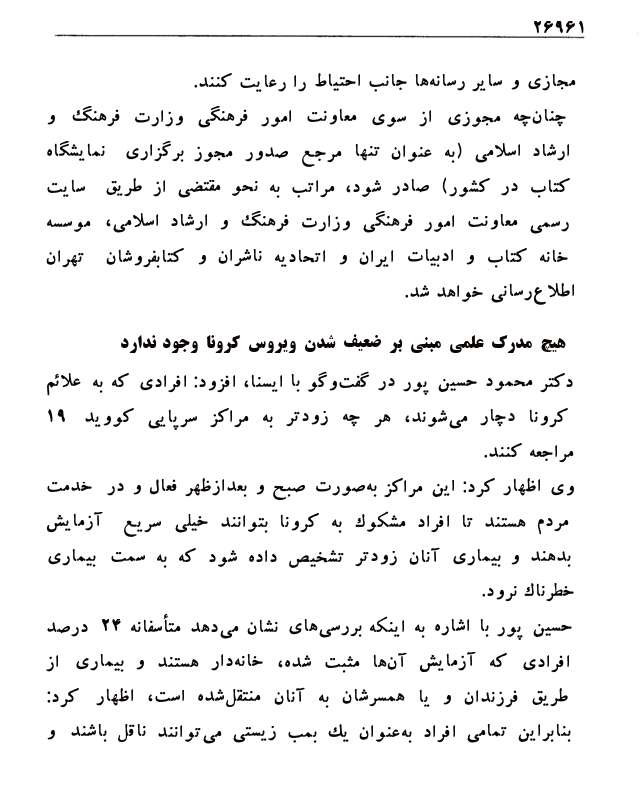 ۲۶۹۶۱
مجازی و سایر رسانه‌ها جانب احتیاط را رعایت کنند.
چنان‌چه مجوزی از سوی معاونت امور فرهنگی وزارت فرهنگ و
ارشاد اسلامی (به عنوان تنها مرجع صدور مجوز برگزاری نمایشگاه
کتاب در کشور) صادر شود، مراتب به نحو مقتضی از طریق سایت
رسمی معاونت امور فرهنگی وزارت فرهنگ و ارشاد اسلامی، موسسه
خانه کتاب و ادبیات ایران و اتحادیه ناشران و کتابفروشان تهران
اطلاع‌رسانی خواهد شد.
هیچ مدرک علمی مبنی بر ضعیف شدن ویروس کرونا وجود ندارد
دکتر محمود حسین پور در گفت‌وگو با ایسنا، افزود: افرادی که به علائم
کرونا دچار می‌شوند، هر چه زودتر به مراکز سرپایی کووید ۱۹
مراجعه کنند.
وی اظهار کرد: این مراکز به‌صورت صبح و بعدازظهر فعال و در خدمت
مردم هستند تا افراد مشکوک به کرونا بتوانند خیلی سریع آزمایش
بدهند و بیماری آنان زودتر تشخیص داده شود که به سمت بیماری
خطرناک نرود.
حسین پور با اشاره به اینکه بررسی‌های نشان می‌دهد متأسفانه ۲۴ درصد
افرادی که آزمایش آن‌ها مثبت شده، خانه‌دار هستند و بیماری از
طریق فرزندان و یا همسرشان به آنان منتقل‌شده است، اظهار کرد:
بنابراین تمامی افراد به‌عنوان یك بمب زیستی می‌توانند ناقل باشند و